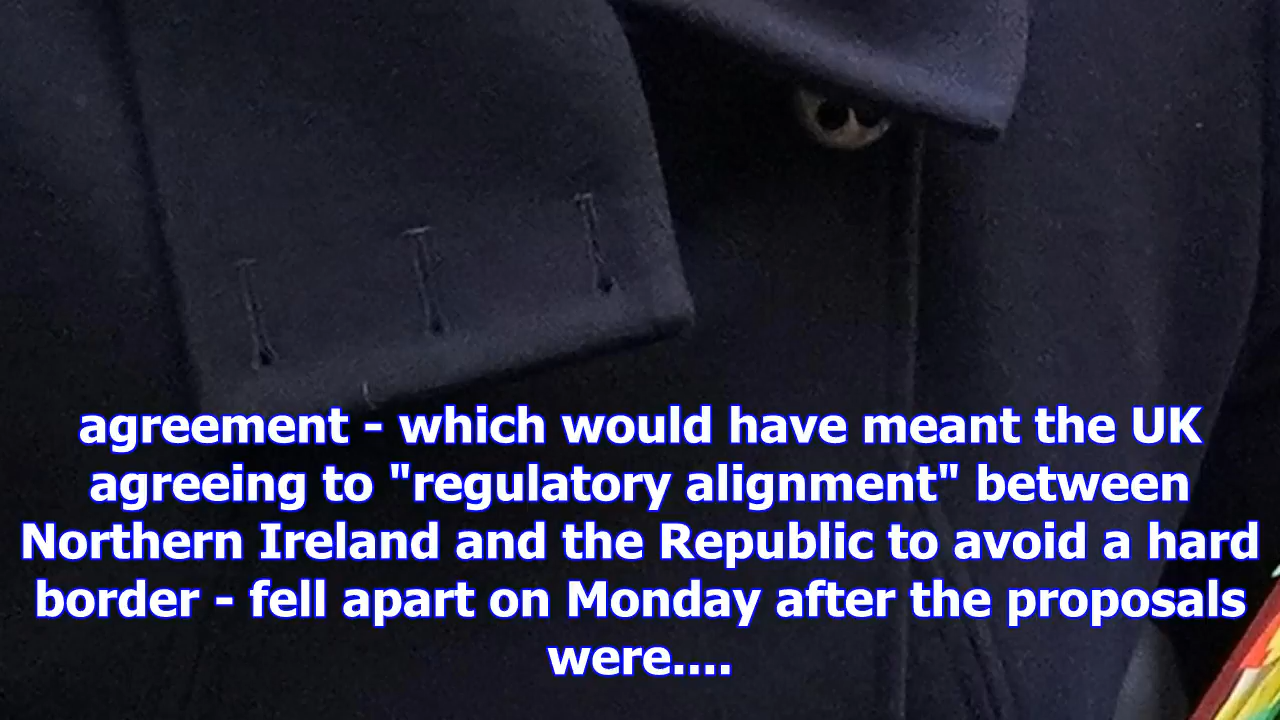 agreement - which would have meant the UK
agreeing to "regulatory alignment" between
Northern Ireland and the Republic to avoid a hard
border - fell apart on Monday after the proposals
were....